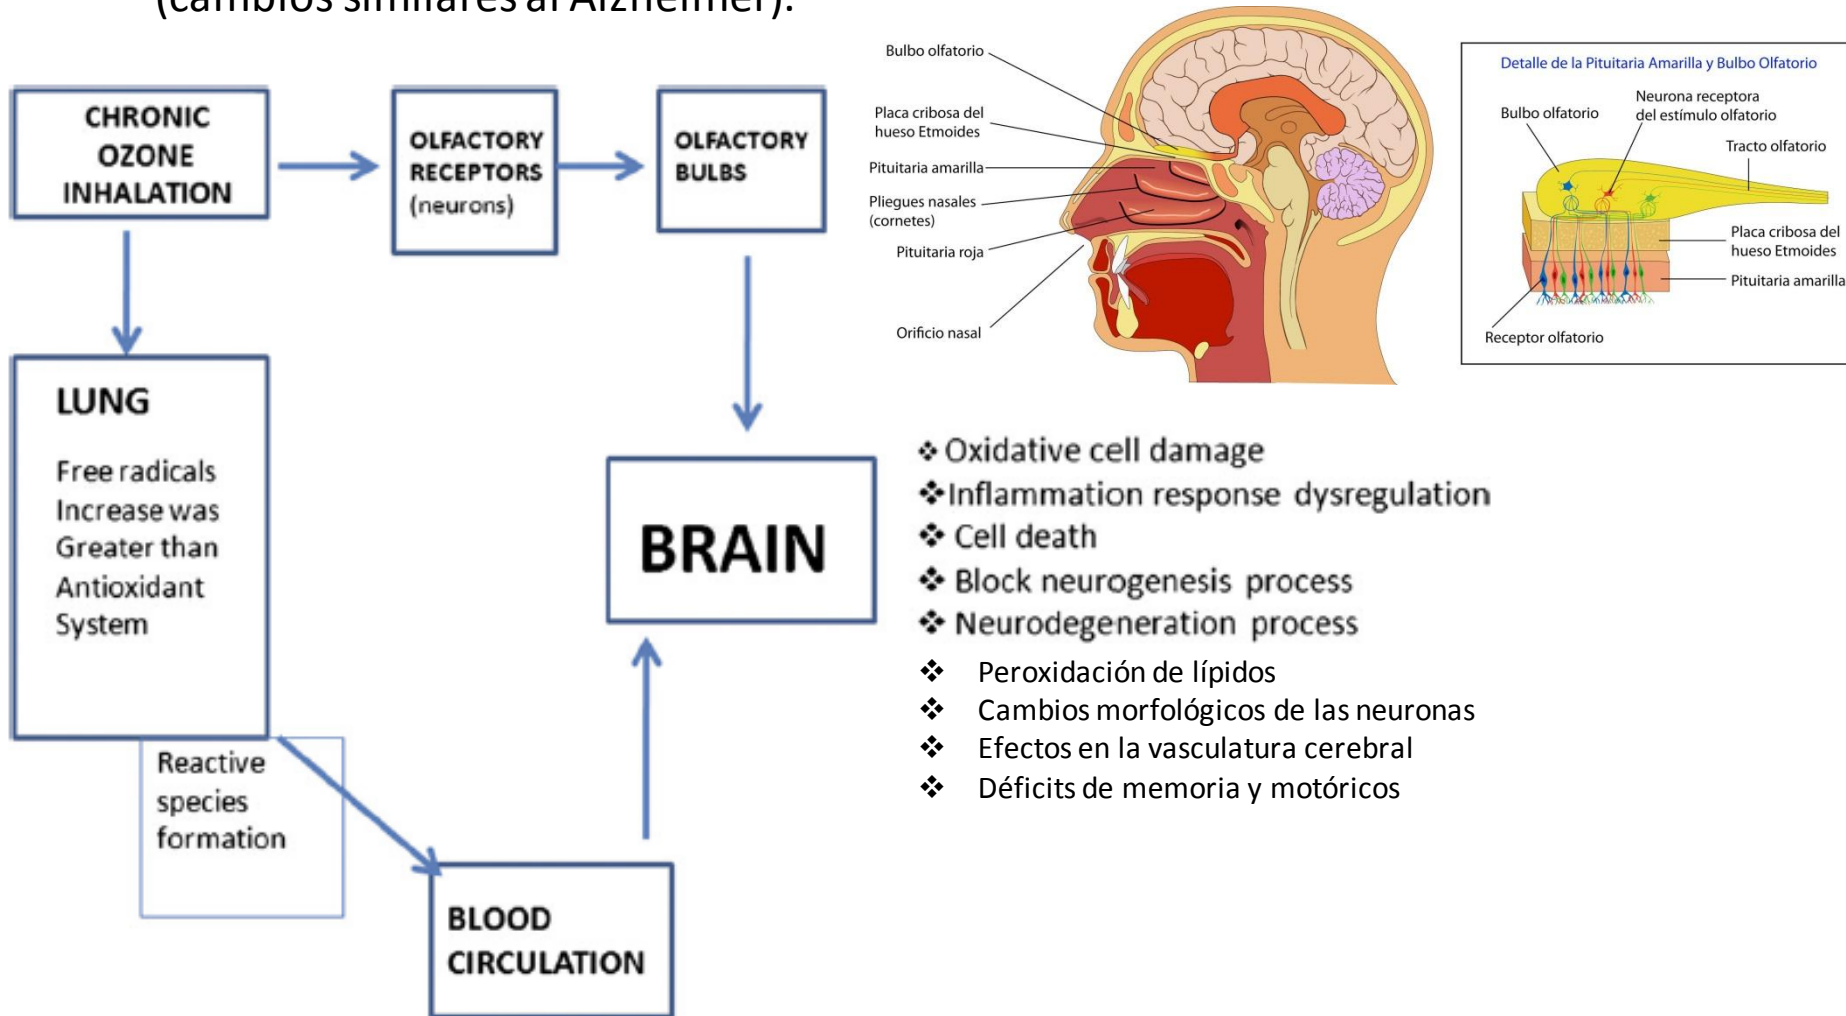 (cambios similares al Alzheimer).
CHRONIC
OZONE
INHALATION
OLFACTORY
RECEPTORS
(neurons)
OLFACTORY
BULBS
LUNG
Free radicals
Increase was
Greater than
Antioxidant
System
Reactive
species
formation
BLOOD
CIRCULATION
BRAIN
Bulbo olfatorio
Placa cribosa del
hueso Etmoides
Pituitaria amarilla
Pliegues nasales
(cornetes)
Pituitaria roja
Orificio nasal
Detalle de la Pituitaria Amarilla y Bulbo Olfatorio
Bulbo olfatorio
Neurona receptora
del estímulo olfatorio
Tracto olfatorio
Placa cribosa del
hueso Etmoides
Pituitaria amarilla
Receptor olfatorio
❖ Oxidative cell damage
❖Inflammation response dysregulation
❖ Cell death
❖ Block neurogenesis process
❖ Neurodegeneration process
❖ Peroxidación de lípidos
❖ Cambios morfológicos de las neuronas
❖ Efectos en la vasculatura cerebral
❖ Déficits de memoria y motóricos